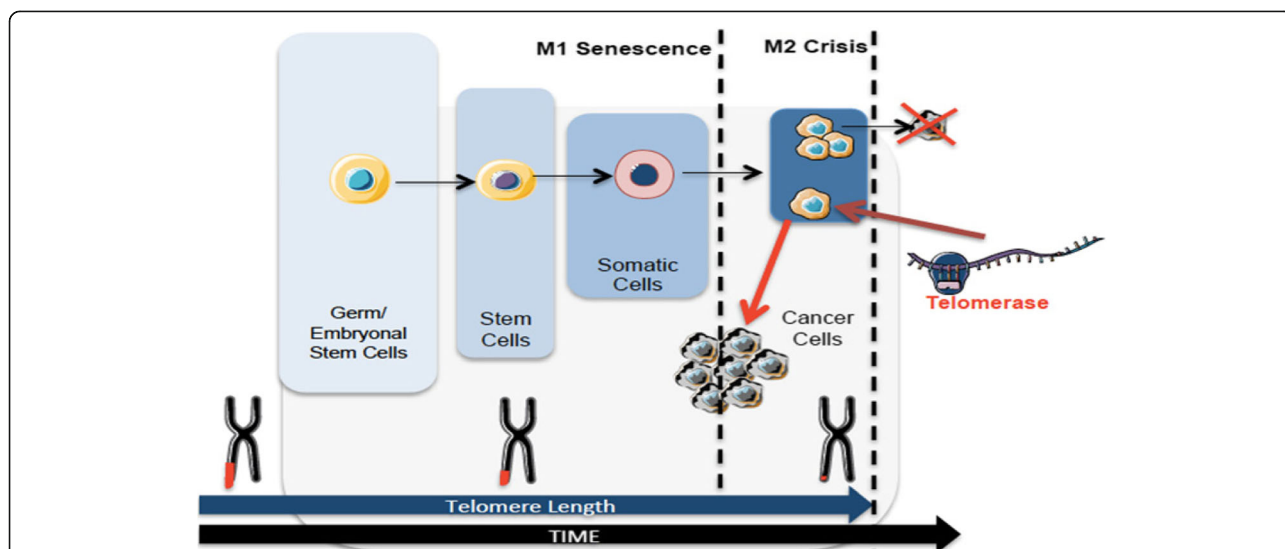 M1 Senescence
M2 Crisis
Germ/
Embryonal
Stem Cells
Stem
Cells
Somatic
Cells
Cancer
Cells
Telomerase
Telomere Length
TIME